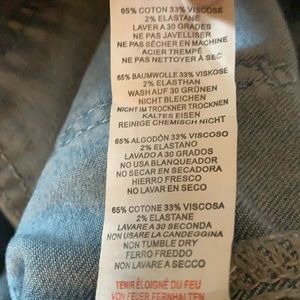 65% COTON 33% VISCOSE
2% ELASTANE
LAVER A 30 GRADES
NE PAS JAVELLISER
NE PAS SÉCHER EN MACHINE
ACIER TREMPÉ
NE PAS NETTOYER À SEC
65% BAUMWOLLE 33% VISKOSE
2% ELASTHAN
WASH AUF 30 GRÜNEN
NICHT BLEICHEN
NICHT IM TROCKNER TROCKNEN
KALTES EISEN
REINIGE CHEMISCH NICHT
65% ALGODÓN 33% VISCOSO
2% ELASTANO
LAVADO A 30 GRADOS
NO USA BLANQUEADOR
NO SECAR EN SECADORA
HIERRO FRESCO
NO LAVAR EN SECO
65% COTONE 33% VISCOSA
2% ELASTANE
LAVARE A 30 SECONDA
NON USARE LA CANDEGGINA
NON TUMBLE DRY
FERRO FREDDO
NON LAVARE A SECCO
TENIR ÉLOIGNÉ DU FEU
VON FEUER FERNHALTEN